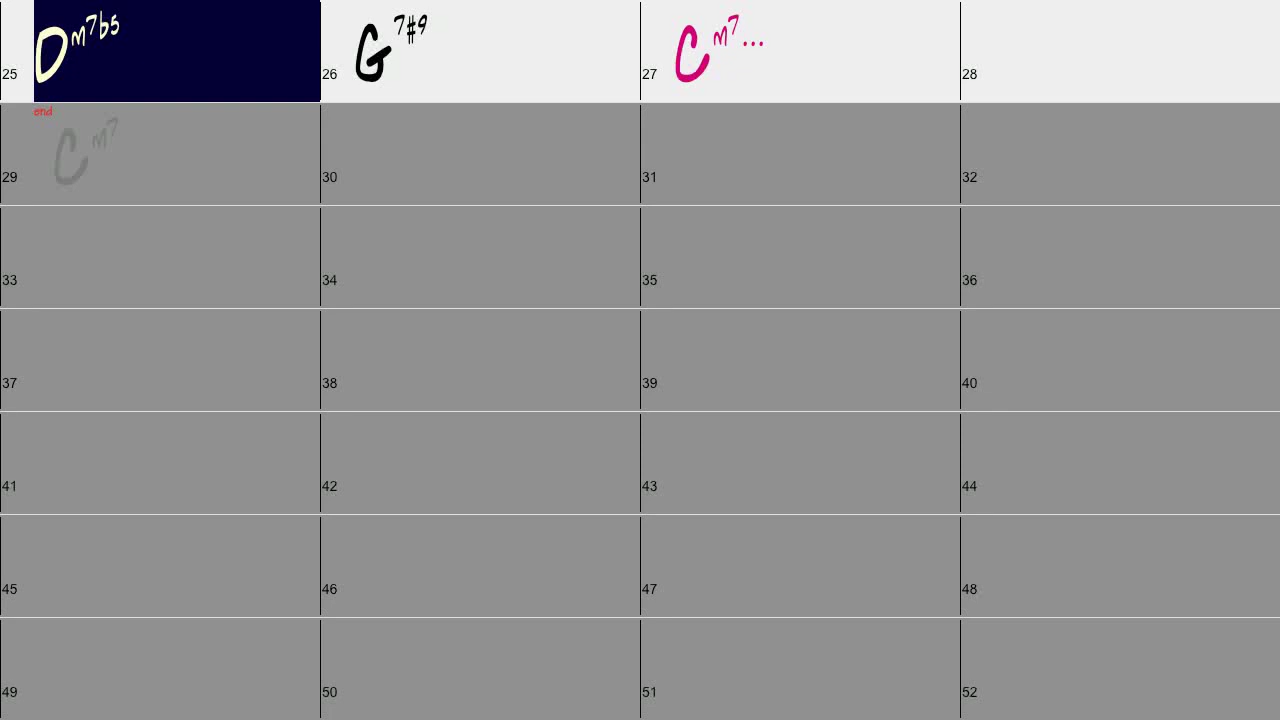 25 Dm7b5 26 G7#9 27 Cm7... 28
end
29 Cm7 30 31 32
33 34 35 36
37 38 39 40
41 42 43 44
45 46 47 48
49 50 51 52